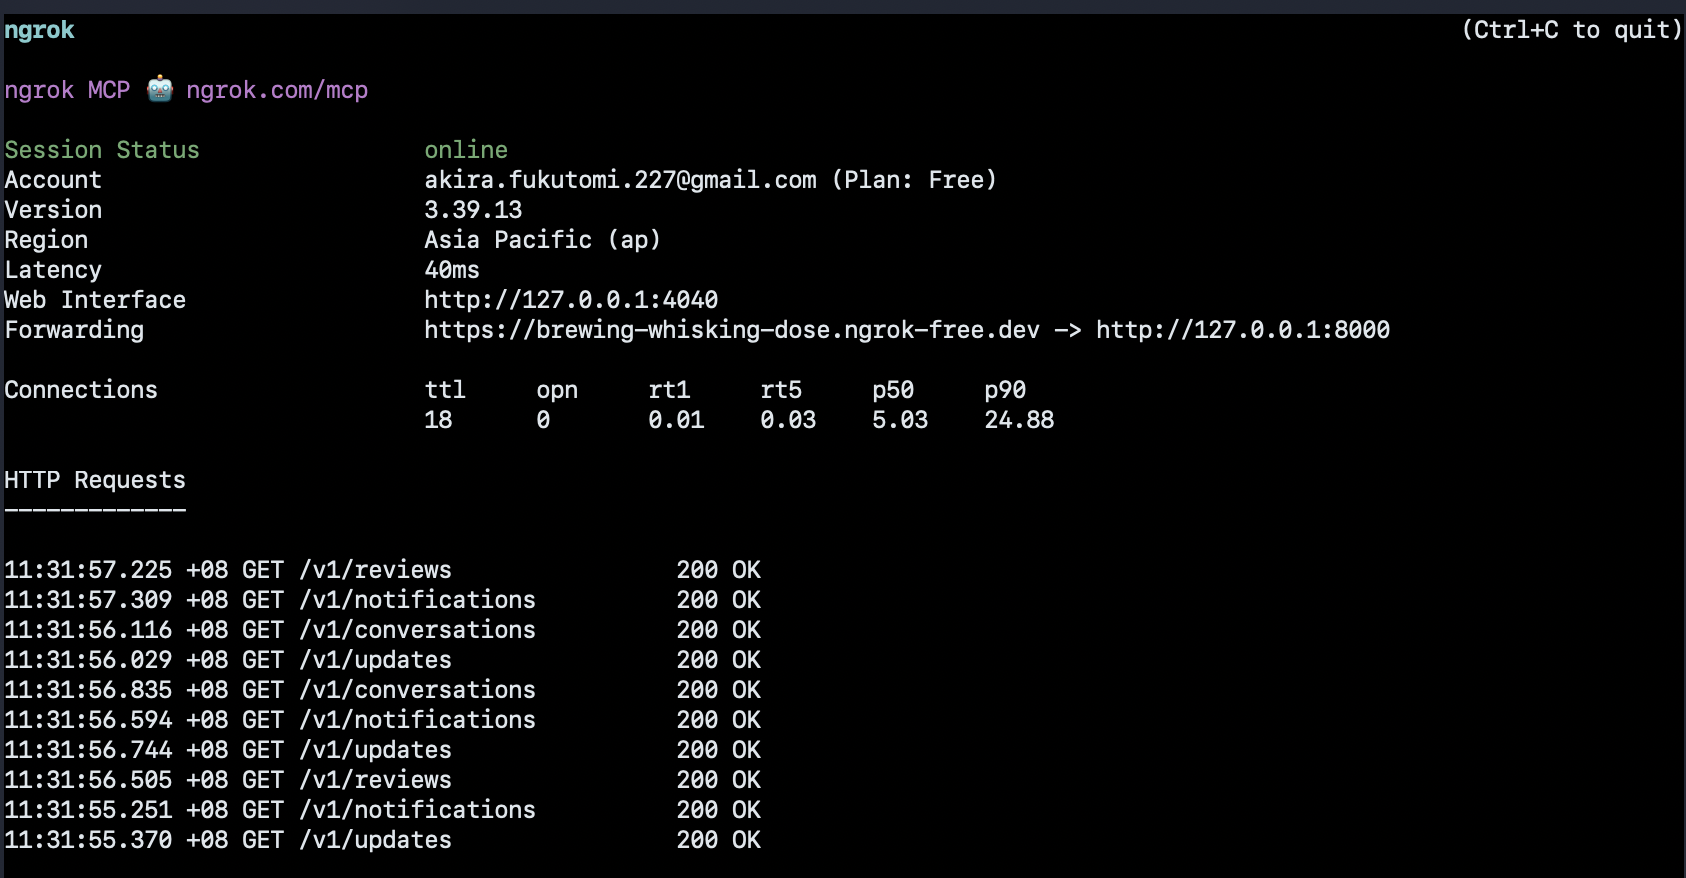 ngrok (Ctrl+C to quit)
ngrok MCP 🤖 ngrok.com/mcp
Session Status online
Account akira.fukutomi.227@gmail.com (Plan: Free)
Version 3.39.13
Region Asia Pacific (ap)
Latency 40ms
Web Interface http://127.0.0.1:4040
Forwarding https://brewing-whisking-dose.ngrok-free.dev -> http://127.0.0.1:8000
Connections ttl opn rt1 rt5 p50 p90
18 0 0.01 0.03 5.03 24.88
HTTP Requests
-------------
11:31:57.225 +08 GET /v1/reviews 200 OK
11:31:57.309 +08 GET /v1/notifications 200 OK
11:31:56.116 +08 GET /v1/conversations 200 OK
11:31:56.029 +08 GET /v1/updates 200 OK
11:31:56.835 +08 GET /v1/conversations 200 OK
11:31:56.594 +08 GET /v1/notifications 200 OK
11:31:56.744 +08 GET /v1/updates 200 OK
11:31:56.505 +08 GET /v1/reviews 200 OK
11:31:55.251 +08 GET /v1/notifications 200 OK
11:31:55.370 +08 GET /v1/updates 200 OK